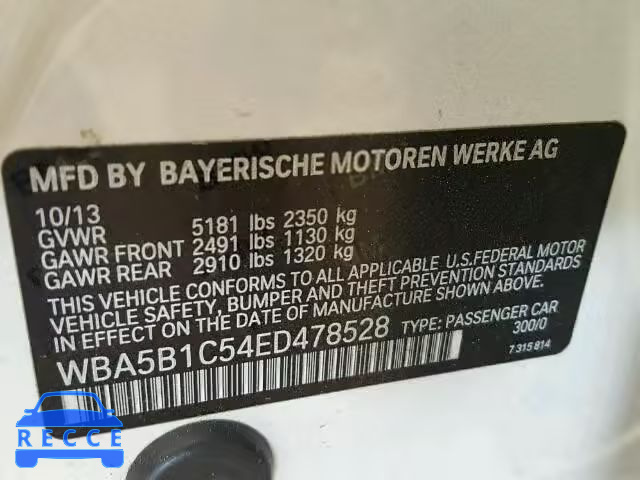 MFD BY BAYERISCHE MOTOREN WERKE AG
10/13
GVWR 5181 lbs 2350 kg
GAWR FRONT 2491 lbs 1130 kg
GAWR REAR 2910 lbs 1320 kg
THIS VEHICLE CONFORMS TO ALL APPLICABLE U.S.FEDERAL MOTOR
VEHICLE SAFETY, BUMPER AND THEFT PREVENTION STANDARDS
IN EFFECT ON THE DATE OF MANUFACTURE SHOWN ABOVE.
WBA5B1C54ED478528 TYPE: PASSENGER CAR
300/0
7 315 814
RECCE